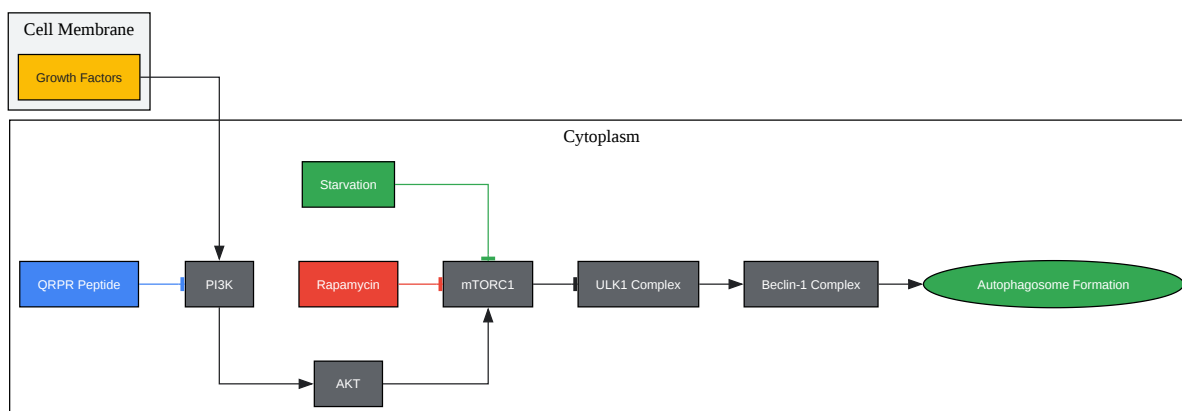 Cell Membrane
Growth Factors
Cytoplasm
Starvation
QRPR Peptide
PI3K
Rapamycin
mTORC1
ULK1 Complex
Beclin-1 Complex
Autophagosome Formation
AKT